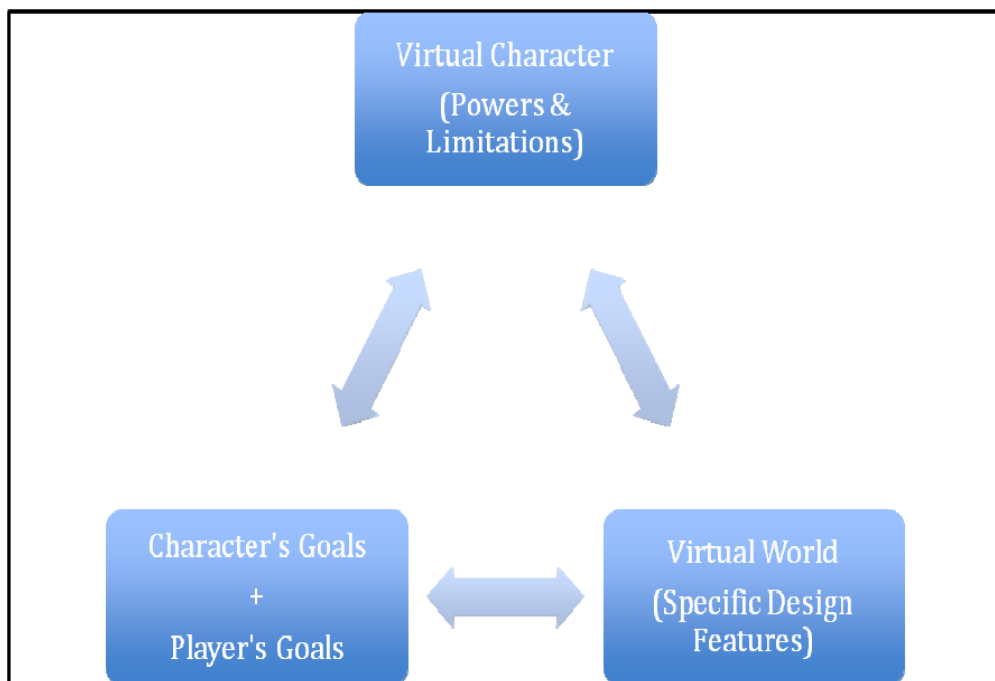 Virtual Character
(Powers &
Limitations)
Character's Goals
+
Player's Goals
Virtual World
(Specific Design
Features)